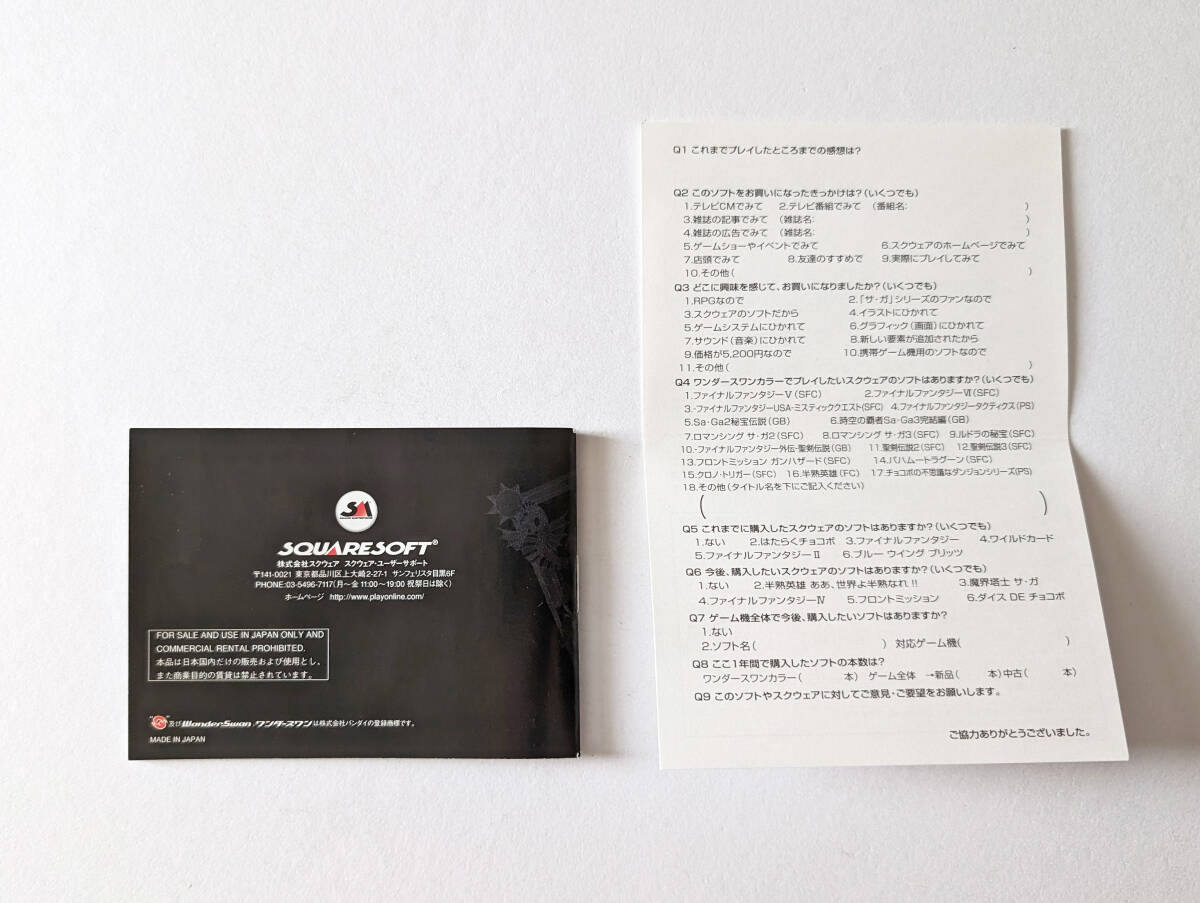 SQUARESOFT®
株式会社スクウェア スクウェア・ユーザーサポート
〒141-0021 東京都品川区上大崎2-27-1 サンフェリスタ目黒6F
PHONE:03-5496-7117(月〜金 11:00〜19:00 祝祭日は除く)
ホームページ http://www.playonline.com/
FOR SALE AND USE IN JAPAN ONLY AND
COMMERCIAL RENTAL PROHIBITED.
本品は日本国内だけの販売および使用とし、
また商業目的の賃貸は禁止されています。
及びWonderSwan、ワンダースワンは株式会社バンダイの登録商標です。
MADE IN JAPAN
Q1 これまでプレイしたところまでの感想は?
Q2 このソフトをお買いになったきっかけは?(いくつでも)
1.テレビCMでみて 2.テレビ番組でみて (番組名: )
3.雑誌の記事でみて (雑誌名: )
4.雑誌の広告でみて (雑誌名: )
5.ゲームショーやイベントでみて 6.スクウェアのホームページでみて
7.店頭でみて 8.友達のすすめで 9.実際にプレイしてみて
10.その他( )
Q3 どこに興味を感じて、お買いになりましたか?(いくつでも)
1.RPGなので 2.「サ・ガ」シリーズのファンなので
3.スクウェアのソフトだから 4.イラストにひかれて
5.ゲームシステムにひかれて 6.グラフィック(画面)にひかれて
7.サウンド(音楽)にひかれて 8.新しい要素が追加されたから
9.価格が5,200円なので 10.携帯ゲーム機用のソフトなので
11.その他( )
Q4 ワンダースワンカラーでプレイしたいスクウェアのソフトはありますか?(いくつでも)
1.ファイナルファンタジーⅤ(SFC) 2.ファイナルファンタジーⅥ(SFC)
3.-ファイナルファンタジーUSA-ミスティッククエスト(SFC) 4.ファイナルファンタジータクティクス(PS)
5.Sa・Ga2秘宝伝説(GB) 6.時空の覇者Sa・Ga3完結編(GB)
7.ロマンシング サ・ガ2(SFC) 8.ロマンシング サ・ガ3(SFC) 9.ルドラの秘宝(SFC)
10.-ファイナルファンタジー外伝-聖剣伝説(GB) 11.聖剣伝説2(SFC) 12.聖剣伝説3(SFC)
13.フロントミッション ガンハザード(SFC) 14.バハムートラグーン(SFC)
15.クロノ・トリガー(SFC) 16.半熟英雄(FC) 17.チョコボの不思議なダンジョンシリーズ(PS)
18.その他(タイトル名を下にご記入ください)
( )
Q5 これまでに購入したスクウェアのソフトはありますか?(いくつでも)
1.ない 2.はたらくチョコボ 3.ファイナルファンタジー 4.ワイルドカード
5.ファイナルファンタジーⅡ 6.ブルー ウイング ブリッツ
Q6 今後、購入したいスクウェアのソフトはありますか?(いくつでも)
1.ない 2.半熟英雄 ああ、世界よ半熟なれ!! 3.魔界塔士 サ・ガ
4.ファイナルファンタジーⅣ 5.フロントミッション 6.ダイス DE チョコボ
Q7 ゲーム機全体で今後、購入したいソフトはありますか?
1.ない
2.ソフト名( ) 対応ゲーム機( )
Q8 ここ1年間で購入したソフトの本数は?
ワンダースワンカラー( 本) ゲーム全体 →新品( 本)中古( 本)
Q9 このソフトやスクウェアに対してご意見・ご要望をお願いします。
ご協力ありがとうございました。